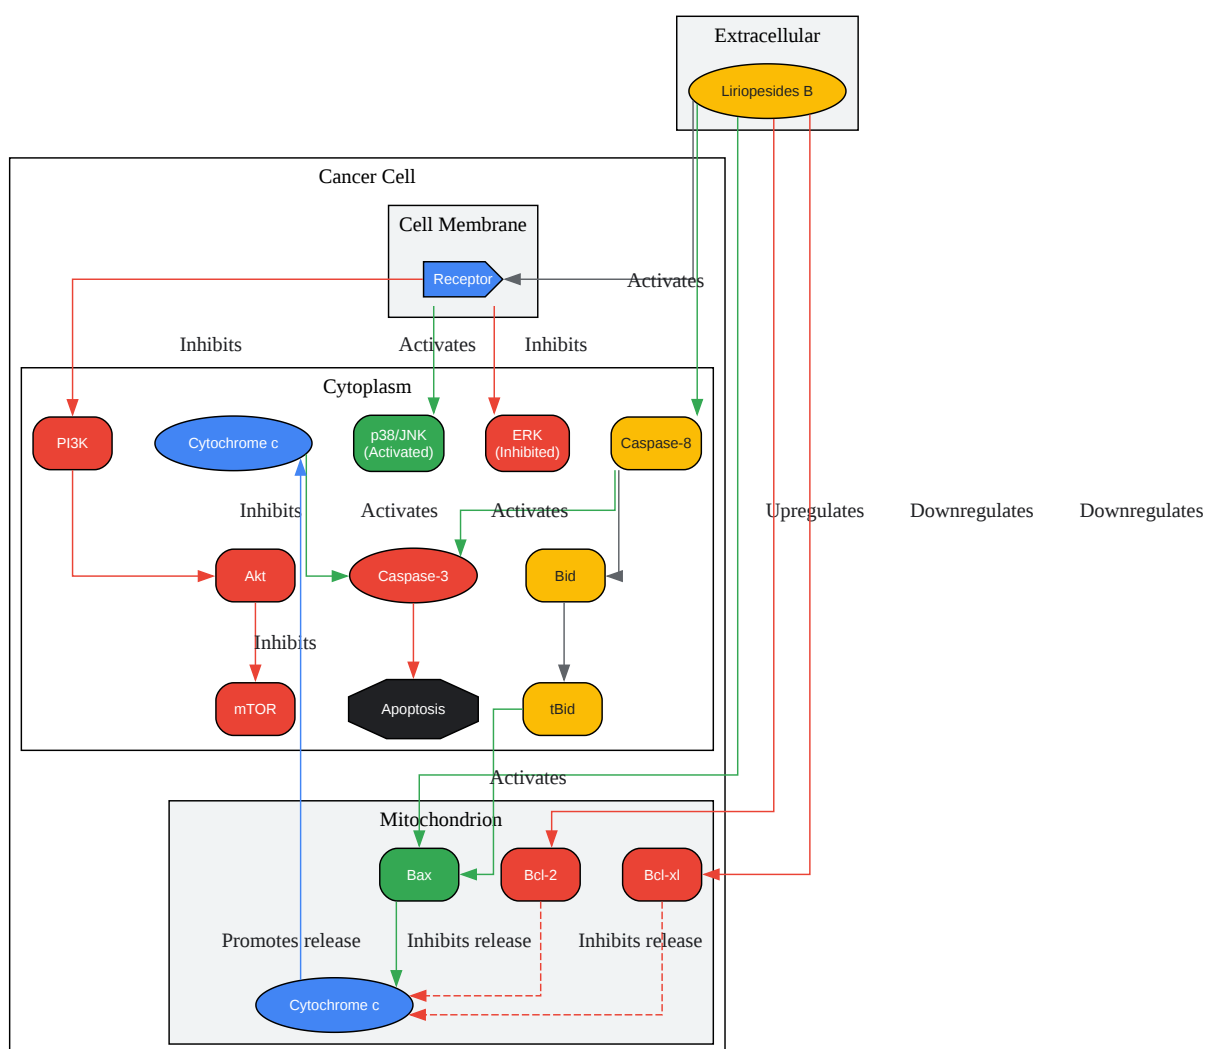 Extracellular
Liriopesides B
Cancer Cell
Cell Membrane
Receptor
Activates
Inhibits
Activates
Inhibits
Cytoplasm
PI3K
Cytochrome c
p38/JNK
(Activated)
ERK
(Inhibited)
Caspase-8
Inhibits
Activates
Activates
Upregulates
Downregulates
Downregulates
Akt
Caspase-3
Bid
Inhibits
mTOR
Apoptosis
tBid
Activates
Mitochondrion
Bax
Bcl-2
Bcl-xl
Promotes release
Inhibits release
Inhibits release
Cytochrome c